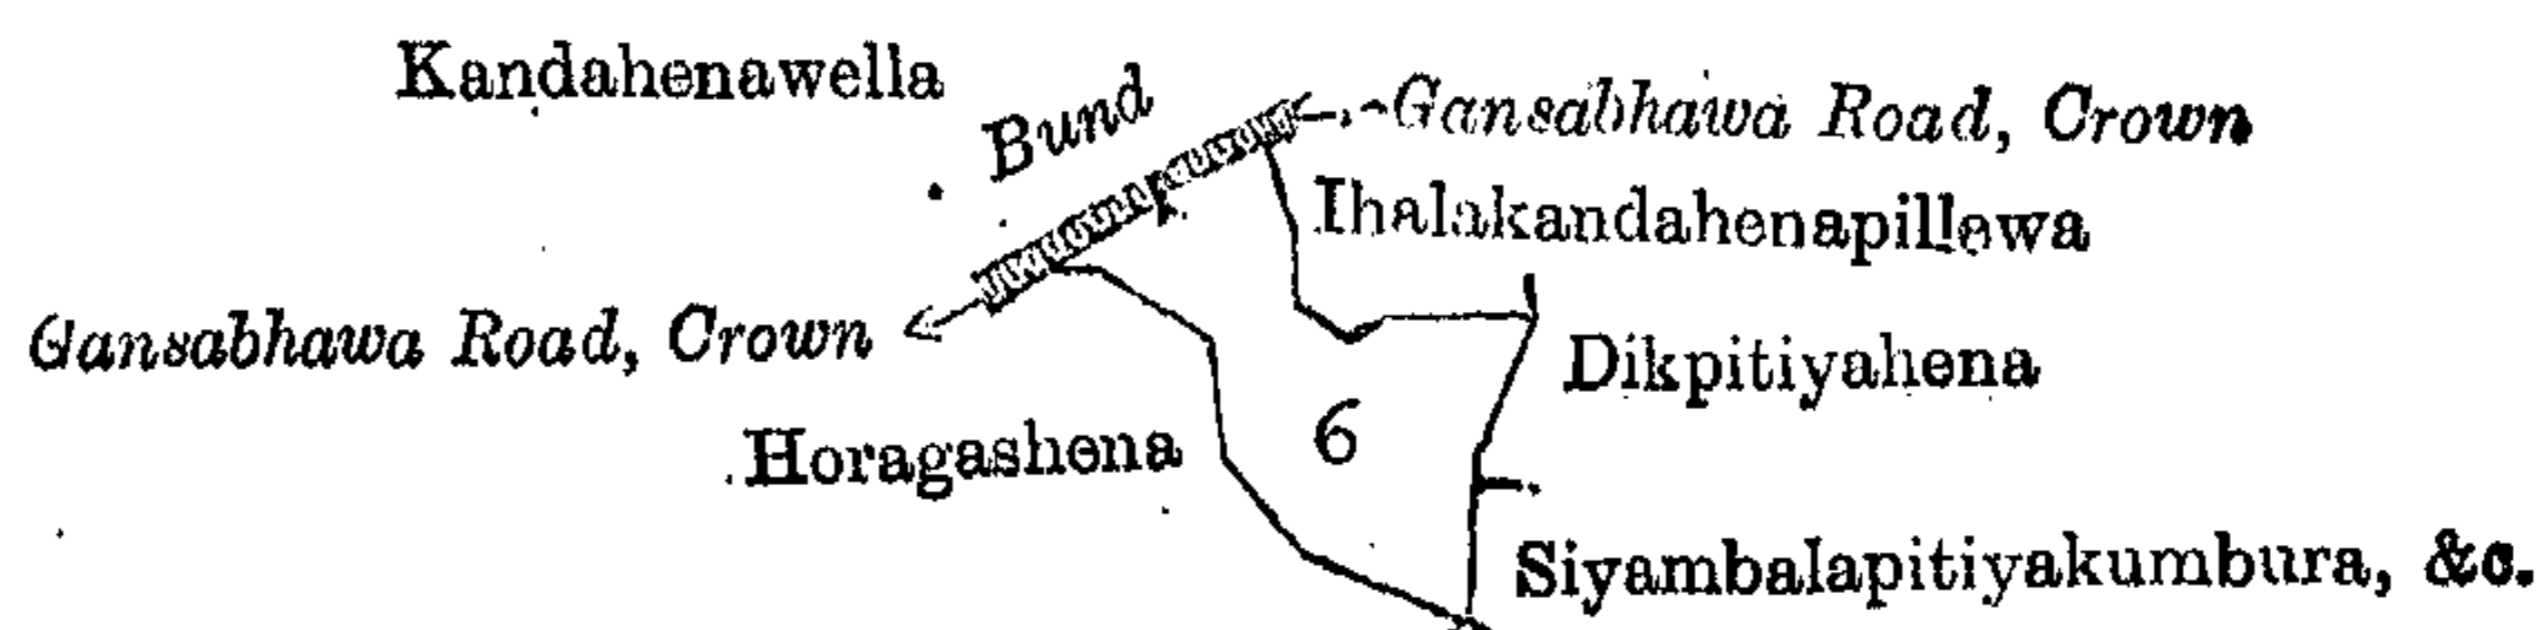 Kandahenawella
Bund
Gansabhawa Road, Crown
Ihalakandahenapillewa
Gansabhawa Road, Crown
Dikpitiyahena
6
Horagashena
Siyambalapitiyakumbura, &c.